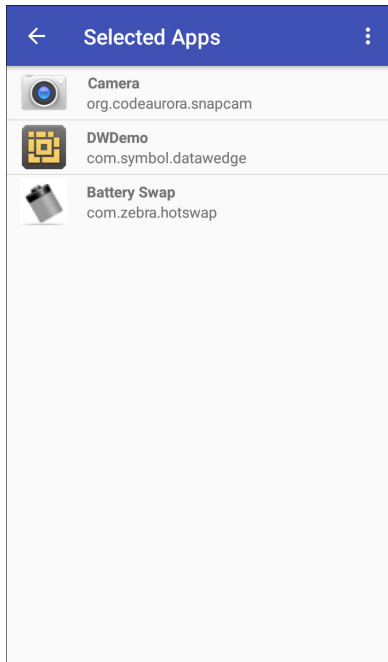 Selected Apps
Camera
org.codeaurora.snapcam
DWDemo
com.symbol.datawedge
Battery Swap
com.zebra.hotswap